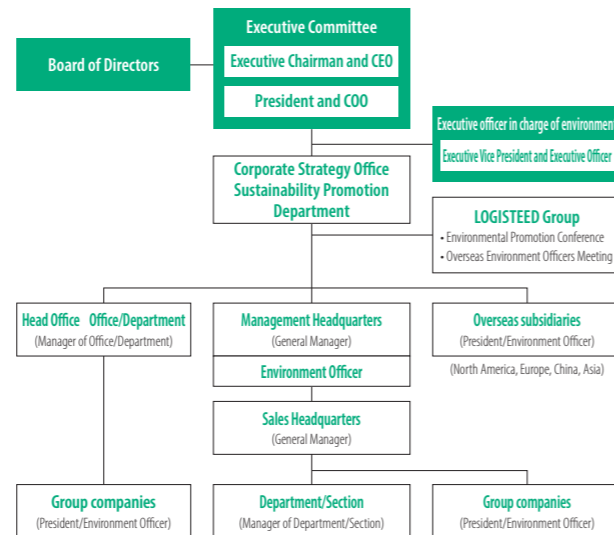 Executive Committee
Board of Directors
Executive Chairman and CEO
President and COO
Executive officer in charge of environment
Executive Vice President and Executive Officer
Corporate Strategy Office
Sustainability Promotion
Department
LOGISTEED Group
• Environmental Promotion Conference
• Overseas Environment Officers Meeting
Head Office Office/Department
(Manager of Office/Department)
Management Headquarters
(General Manager)
Environment Officer
Overseas subsidiaries
(President/Environment Officer)
(North America, Europe, China, Asia)
Sales Headquarters
(General Manager)
Group companies
(President/Environment Officer)
Department/Section
(Manager of Department/Section)
Group companies
(President/Environment Officer)